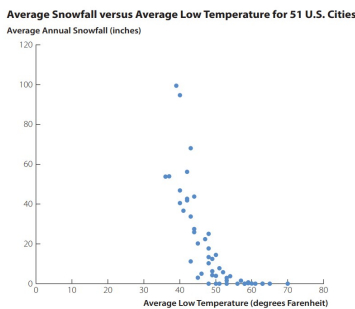 Average Snowfall versus Average Low Temperature for 51 U.S. Cities
Average Annual Snowfall (inches)
120
100
80
60
40
20
0
0 10 20 30 40 50 60 70 80
Average Low Temperature (degrees Farenheit)